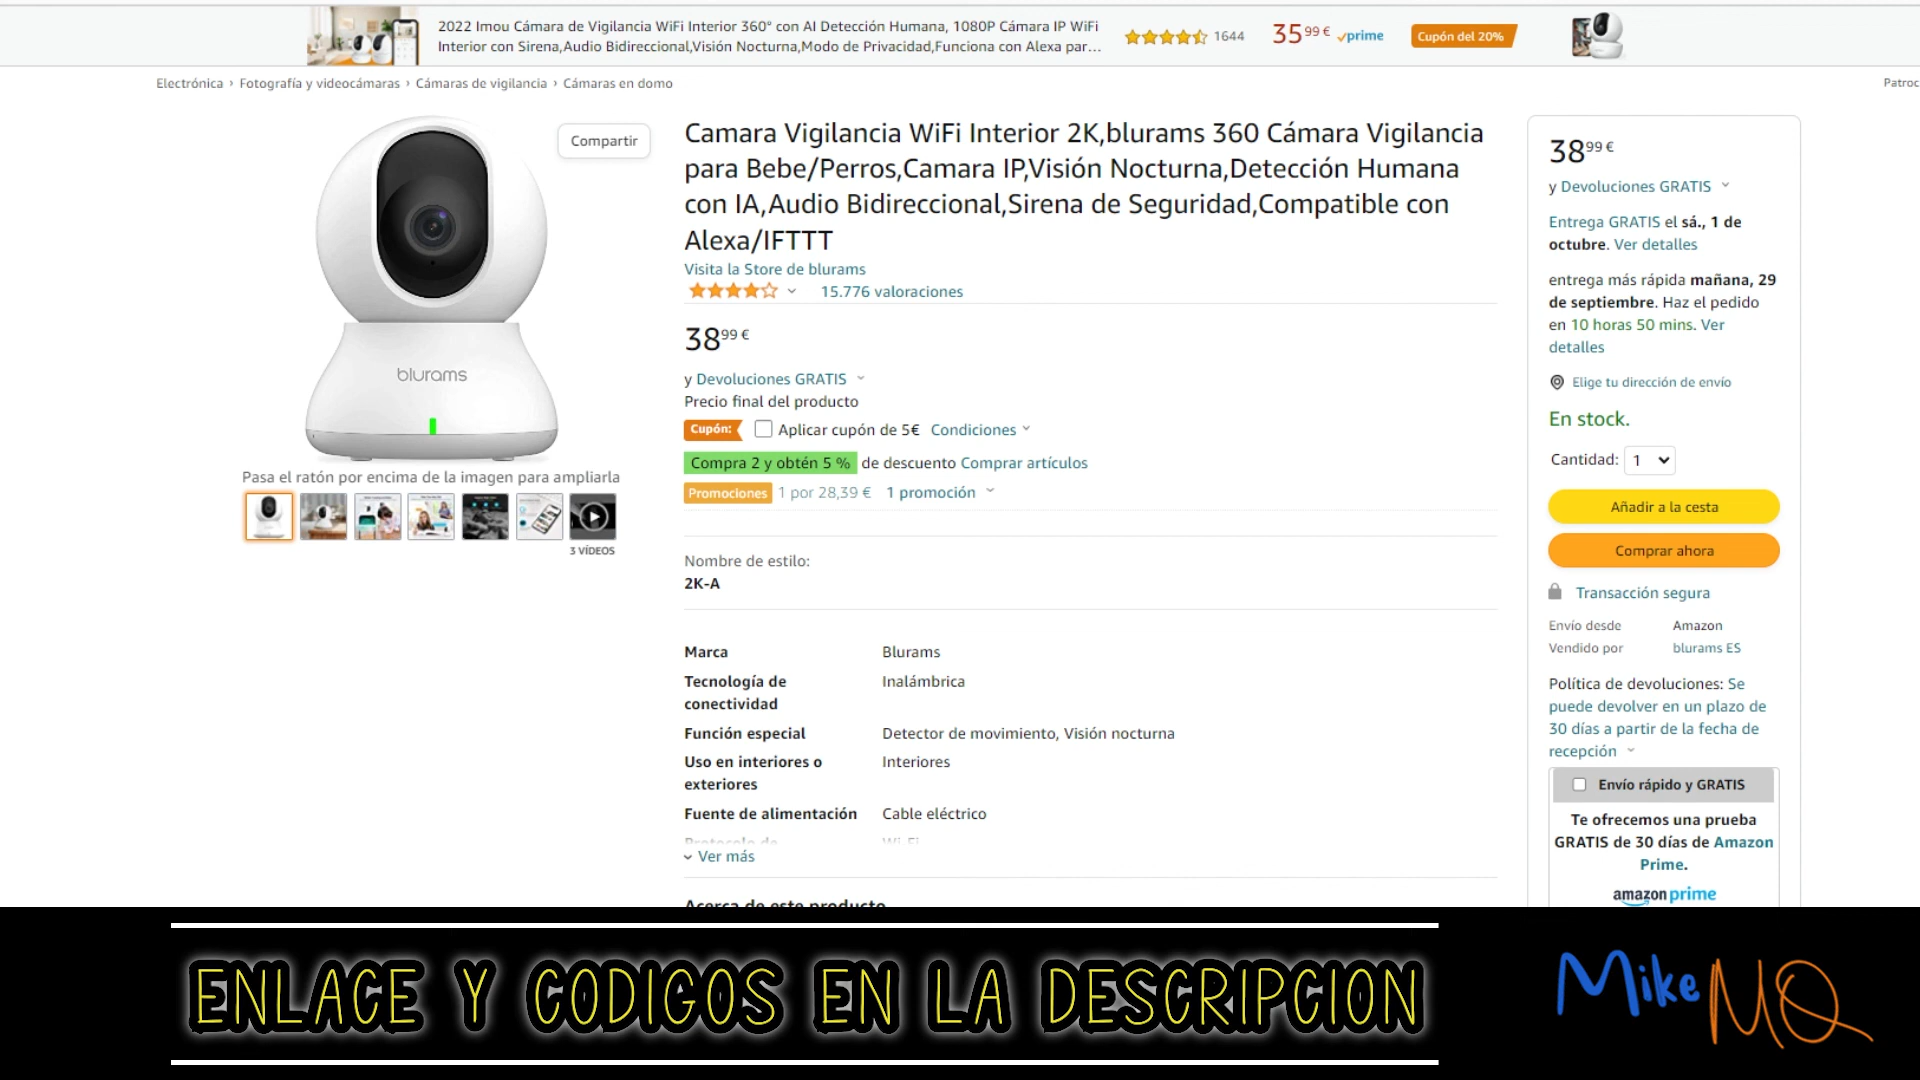 2022 Imou Cámara de Vigilancia WiFi Interior 360° con AI Detección Humana, 1080P Cámara IP WiFi
Interior con Sirena,Audio Bidireccional,Visión Nocturna,Modo de Privacidad,Funciona con Alexa par...
1644
35,99 € prime
Cupón del 20%
Electrónica › Fotografía y videocámaras › Cámaras de vigilancia › Cámaras en domo
Patroc
Compartir
blurams
Pasa el ratón por encima de la imagen para ampliarla
3 VÍDEOS
Camara Vigilancia WiFi Interior 2K,blurams 360 Cámara Vigilancia
para Bebe/Perros,Camara IP,Visión Nocturna,Detección Humana
con IA,Audio Bidireccional,Sirena de Seguridad,Compatible con
Alexa/IFTTT
Visita la Store de blurams
15.776 valoraciones
38 99 €
y Devoluciones GRATIS
Precio final del producto
Cupón: Aplicar cupón de 5€ Condiciones
Compra 2 y obtén 5 % de descuento Comprar artículos
Promociones 1 por 28,39 € 1 promoción
Nombre de estilo:
2K-A
Marca Blurams
Tecnología de Inalámbrica
conectividad
Función especial Detector de movimiento, Visión nocturna
Uso en interiores o Interiores
exteriores
Fuente de alimentación Cable eléctrico
Protocolo de Wi-Fi
Ver más
Acerca de este producto
38 99 €
y Devoluciones GRATIS
Entrega GRATIS el sá., 1 de
octubre. Ver detalles
entrega más rápida mañana, 29
de septiembre. Haz el pedido
en 10 horas 50 mins. Ver
detalles
Elige tu dirección de envío
En stock.
Cantidad: 1
Añadir a la cesta
Comprar ahora
Transacción segura
Envío desde Amazon
Vendido por blurams ES
Política de devoluciones: Se
puede devolver en un plazo de
30 días a partir de la fecha de
recepción
Envío rápido y GRATIS
Te ofrecemos una prueba
GRATIS de 30 días de Amazon
Prime.
amazon prime
ENLACE Y CODIGOS EN LA DESCRIPCION
Mike MQ